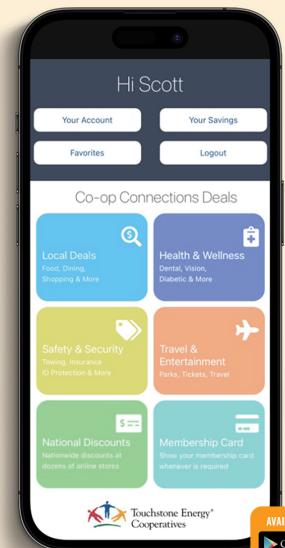 Hi Scott
Your Account
Your Savings
Favorites
Logout
Co-op Connections Deals
Local Deals
Food, Dining,
Shopping & More
Health & Wellness
Dental, Vision,
Diabetic & More
Safety & Security
Towing, Insurance
ID Protection & More
Travel &
Entertainment
Parks, Tickets, Travel
National Discounts
Nationwide discounts at
dozens of online stores
Membership Card
Show your membership card
whenever is required
Touchstone Energy®
Cooperatives
AVAI